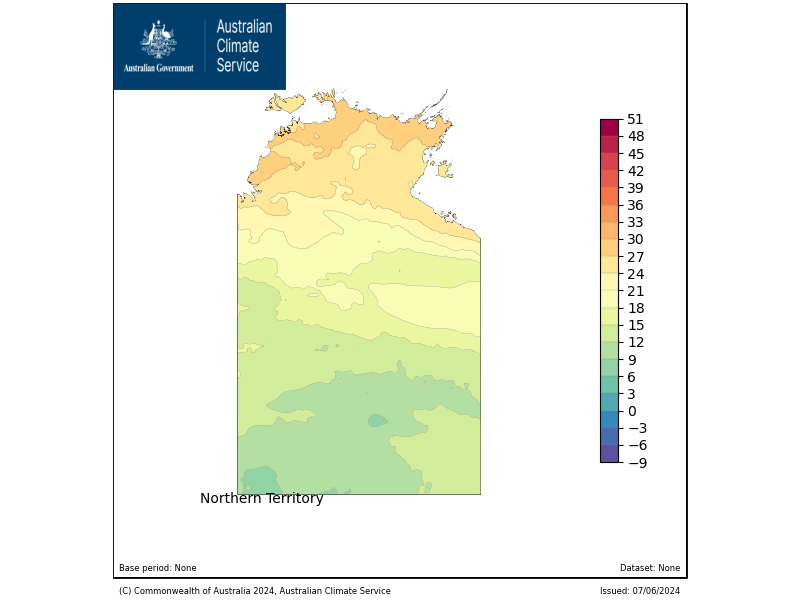 Australian
Climate
Service
Australian Government
51
48
45
42
39
36
33
30
27
24
21
18
15
12
9
6
3
0
−3
−6
−9
Northern Territory
Base period: None
Dataset: None
(C) Commonwealth of Australia 2024, Australian Climate Service
Issued: 07/06/2024